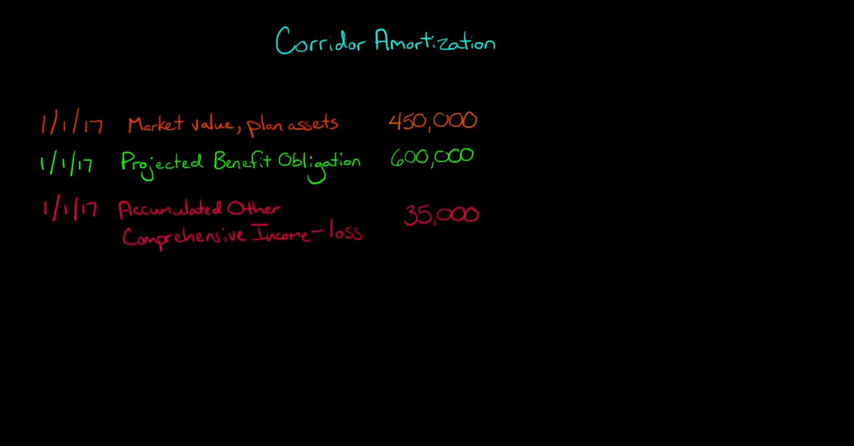 Corridor Amortization
1/1/17 Market value, plan assets 450,000
1/1/17 Projected Benefit Obligation 600,000
1/1/17 Accumulated Other
Comprehensive Income - loss 35,000